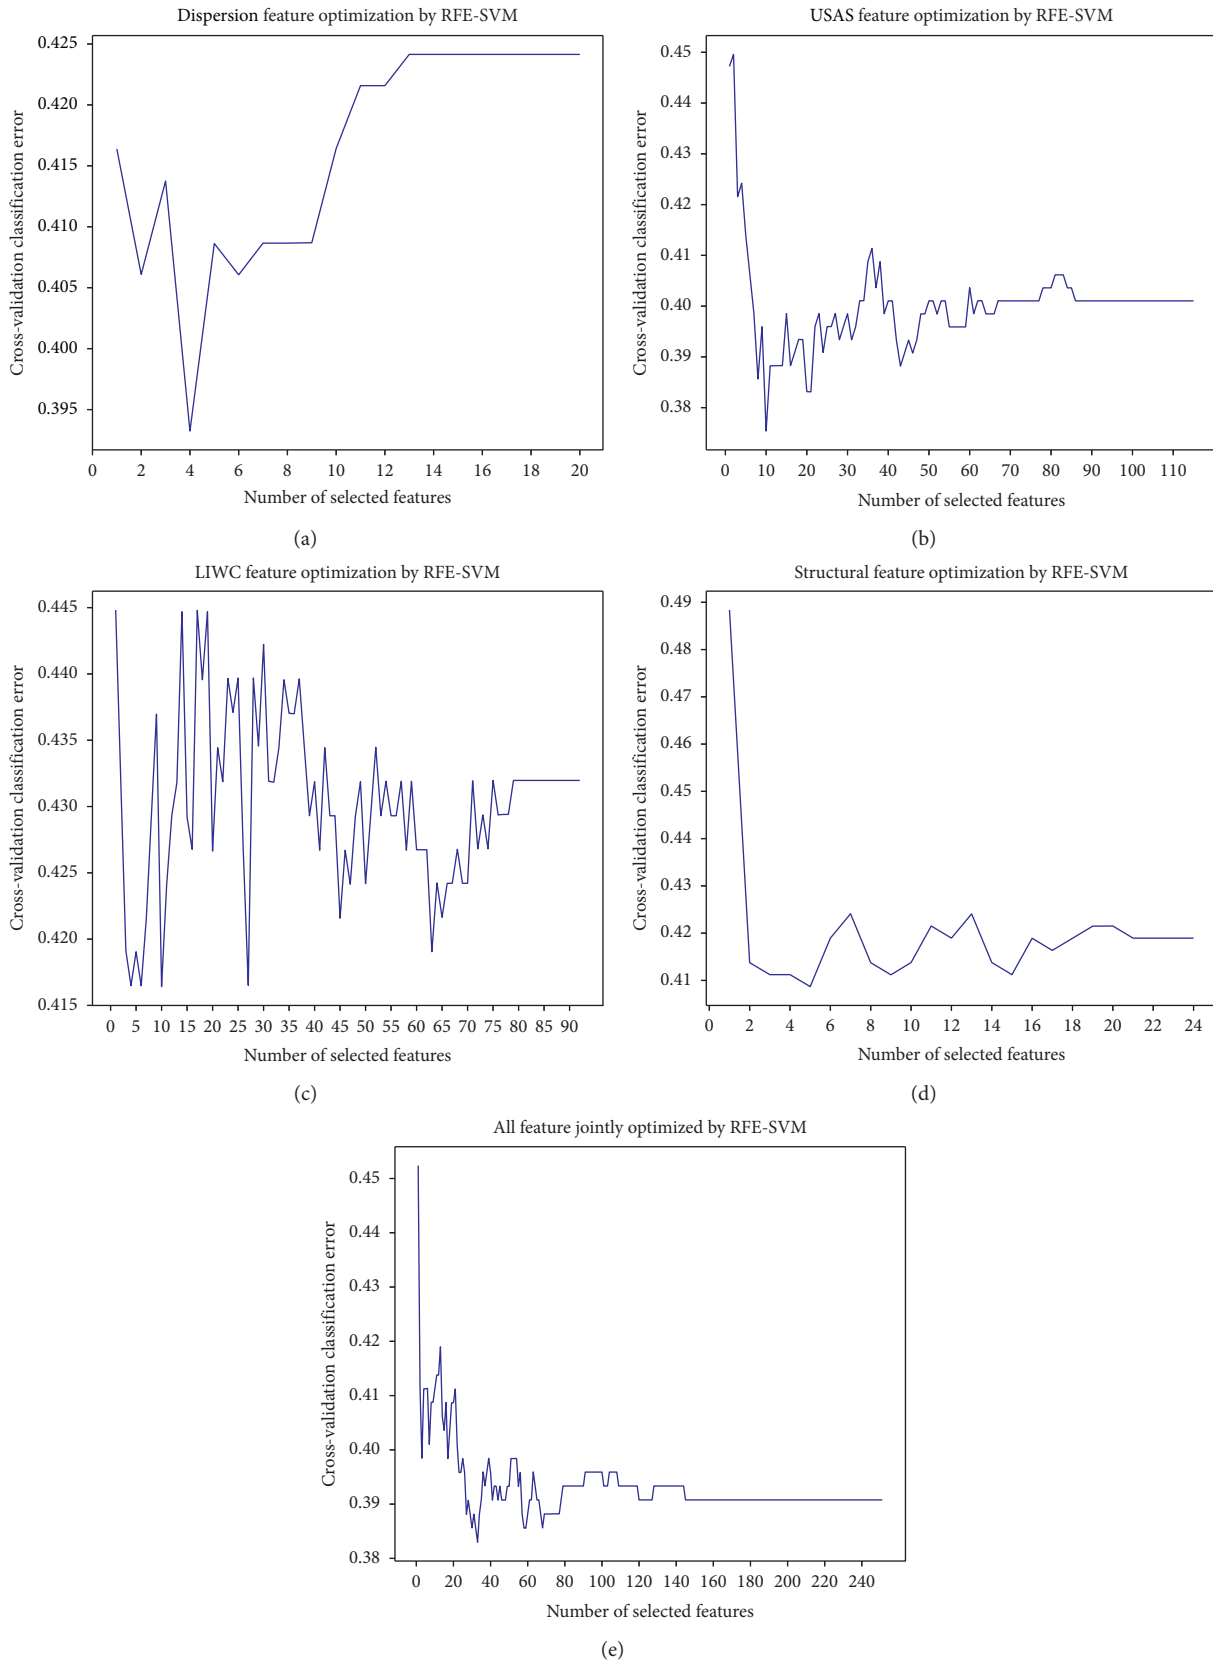 Dispersion feature optimization by RFE-SVM
0.425
0.420
0.415
0.410
0.405
0.400
0.395
Cross-validation classification error
0 2 4 6 8 10 12 14 16 18 20
Number of selected features
(a)
USAS feature optimization by RFE-SVM
0.45
0.44
0.43
0.42
0.41
0.40
0.39
0.38
Cross-validation classification error
0 10 20 30 40 50 60 70 80 90 100 110
Number of selected features
(b)
LIWC feature optimization by RFE-SVM
0.445
0.440
0.435
0.430
0.425
0.420
0.415
Cross-validation classification error
0 5 10 15 20 25 30 35 40 45 50 55 60 65 70 75 80 85 90
Number of selected features
(c)
Structural feature optimization by RFE-SVM
0.49
0.48
0.47
0.46
0.45
0.44
0.43
0.42
0.41
Cross-validation classification error
0 2 4 6 8 10 12 14 16 18 20 22 24
Number of selected features
(d)
All feature jointly optimized by RFE-SVM
0.45
0.44
0.43
0.42
0.41
0.40
0.39
0.38
Cross-validation classification error
0 20 40 60 80 100 120 140 160 180 200 220 240
Number of selected features
(e)